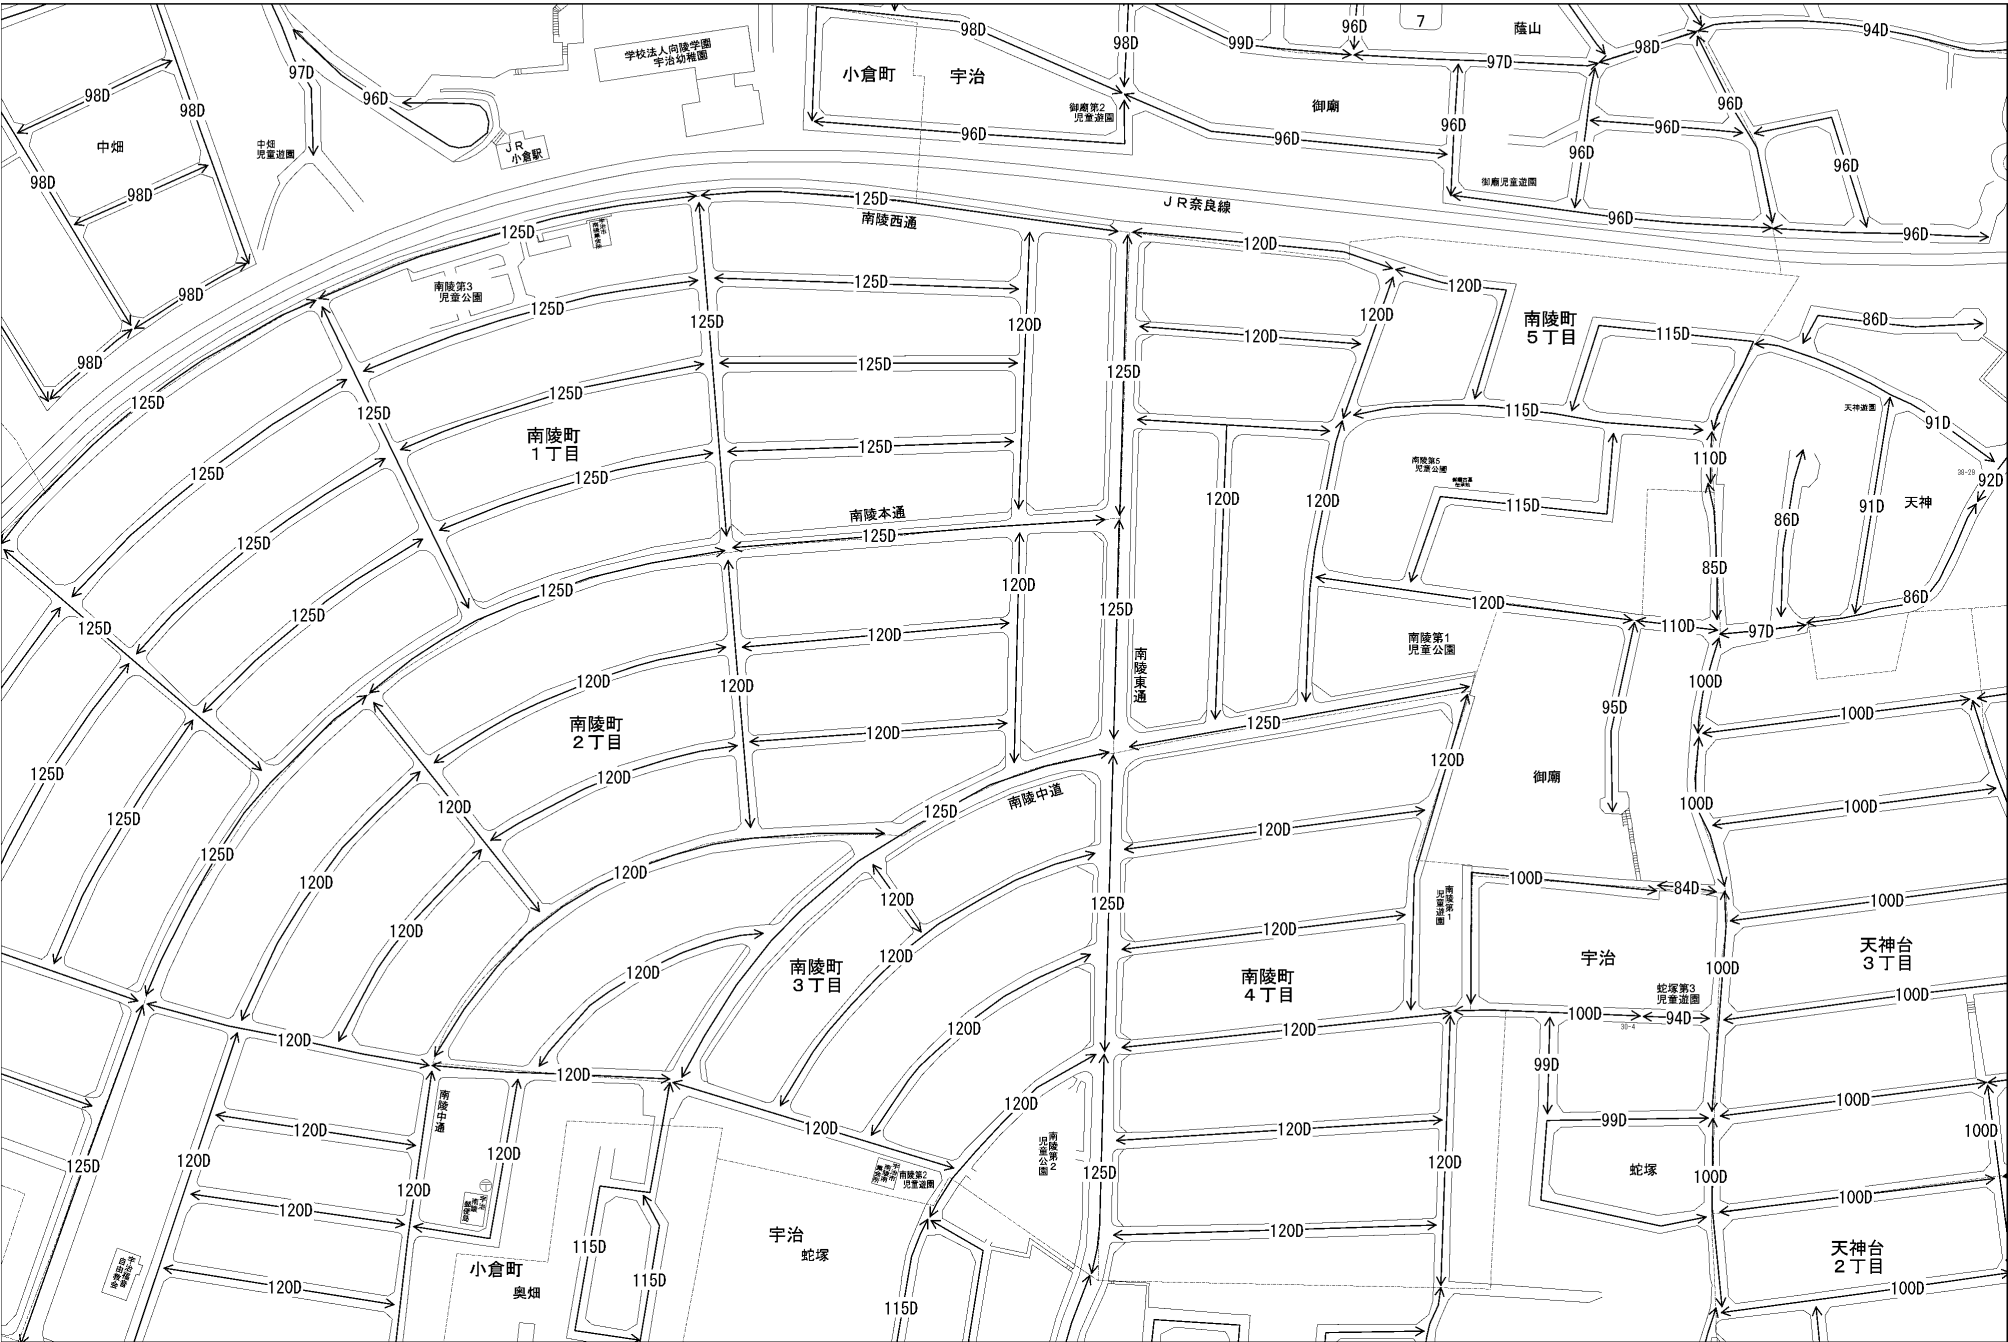 7
蔭山
98D
98D
99D
96D
98D
94D
97D
学校法人向陵学園
宇治幼稚園
97D
96D
98D
98D
小倉町
宇治
御廟第2
児童遊園
御廟
96D
96D
96D
96D
96D
96D
96D
96D
中畑
中畑
児童遊園
JR
小倉駅
98D
98D
98D
98D
御廟児童遊園
96D
96D
JR奈良線
125D
南陵西通
125D
120D
120D
南陵第3
児童公園
125D
125D
125D
120D
120D
120D
125D
南陵町
5丁目
115D
86D
98D
125D
125D
125D
125D
125D
115D
天神遊園
91D
南陵町
1丁目
125D
125D
125D
110D
南陵第5
児童公園
38-29
92D
120D
120D
115D
91D
天神
86D
南陵本通
125D
125D
125D
120D
125D
85D
125D
125D
120D
86D
125D
120D
110D
97D
南陵東通
南陵第1
児童公園
120D
120D
100D
南陵町
2丁目
120D
125D
95D
100D
125D
120D
120D
120D
120D
御廟
125D
125D
南陵中道
120D
100D
100D
125D
120D
120D
120D
125D
100D
84D
100D
120D
120D
120D
120D
南陵第1
児童遊園
120D
南陵町
3丁目
南陵町
4丁目
宇治
100D
天神台
3丁目
蛇塚第3
児童遊園
100D
120D
120D
120D
100D
94D
30-4
120D
99D
100D
南陵中通
120D
120D
120D
120D
99D
100D
南陵第2
児童公園
125D
120D
120D
120D
125D
120D
100D
蛇塚
南陵第2
児童遊園
120D
120D
100D
宇治
蛇塚
120D
115D
天神台
2丁目
小倉町
奥畑
120D
115D
115D
100D